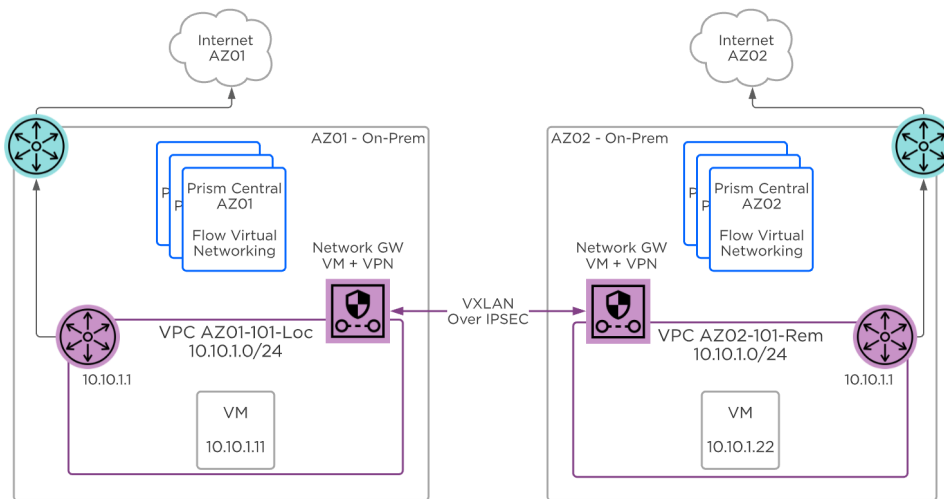 Internet
AZ01
Internet
AZ02
AZ01 - On-Prem
AZ02 - On-Prem
P
P
Prism Central
AZ01
Flow Virtual
Networking
P
P
Prism Central
AZ02
Flow Virtual
Networking
Network GW
VM + VPN
Network GW
VM + VPN
VXLAN
Over IPSEC
VPC AZ01-101-Loc
10.10.1.0/24
VPC AZ02-101-Rem
10.10.1.0/24
10.10.1.1
10.10.1.1
VM
10.10.1.11
VM
10.10.1.22